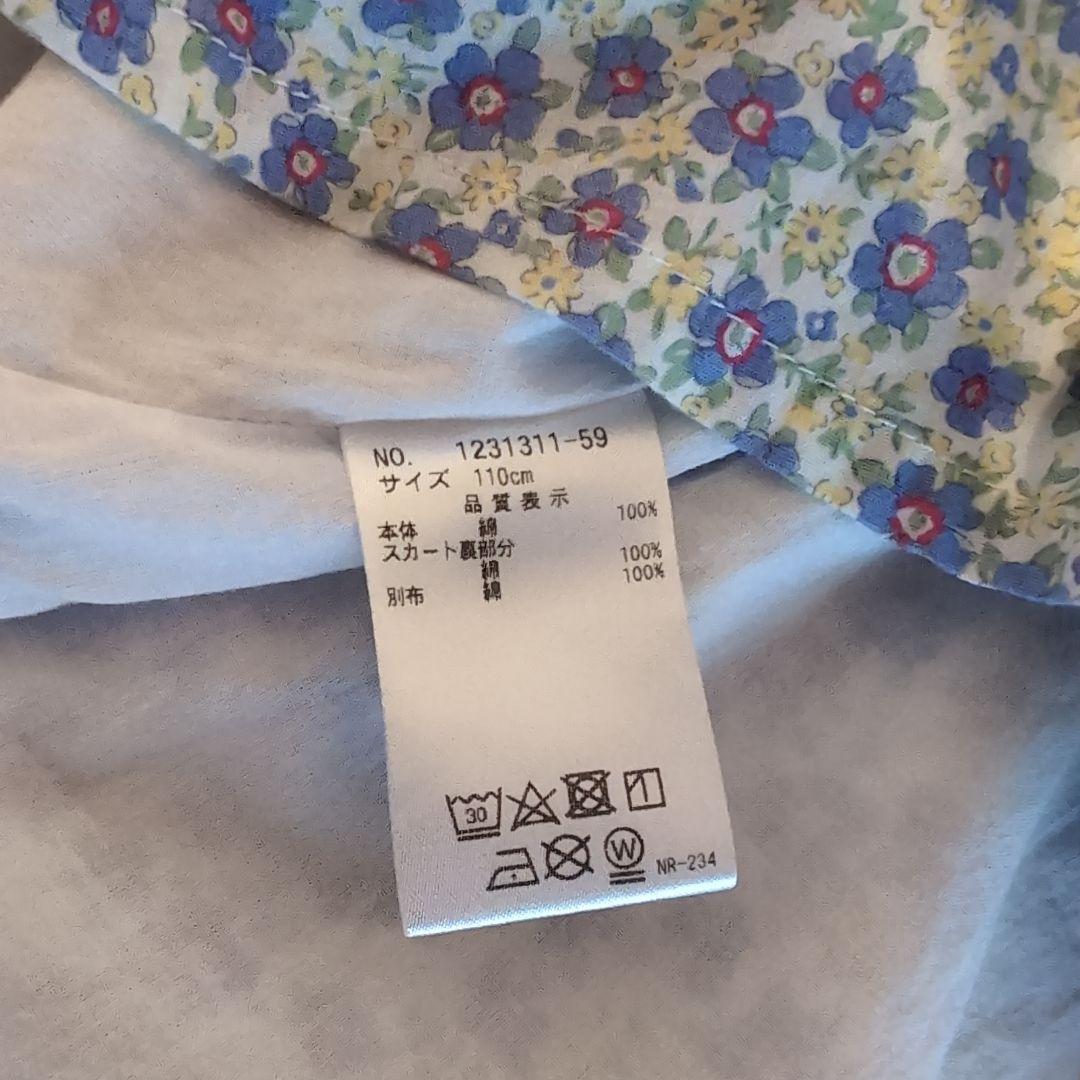 NO. 1231311-59
サイズ 110cm
品質表示
本体 綿 100%
スカート裏部分
綿 100%
別布 綿 100%
30
W NR-234